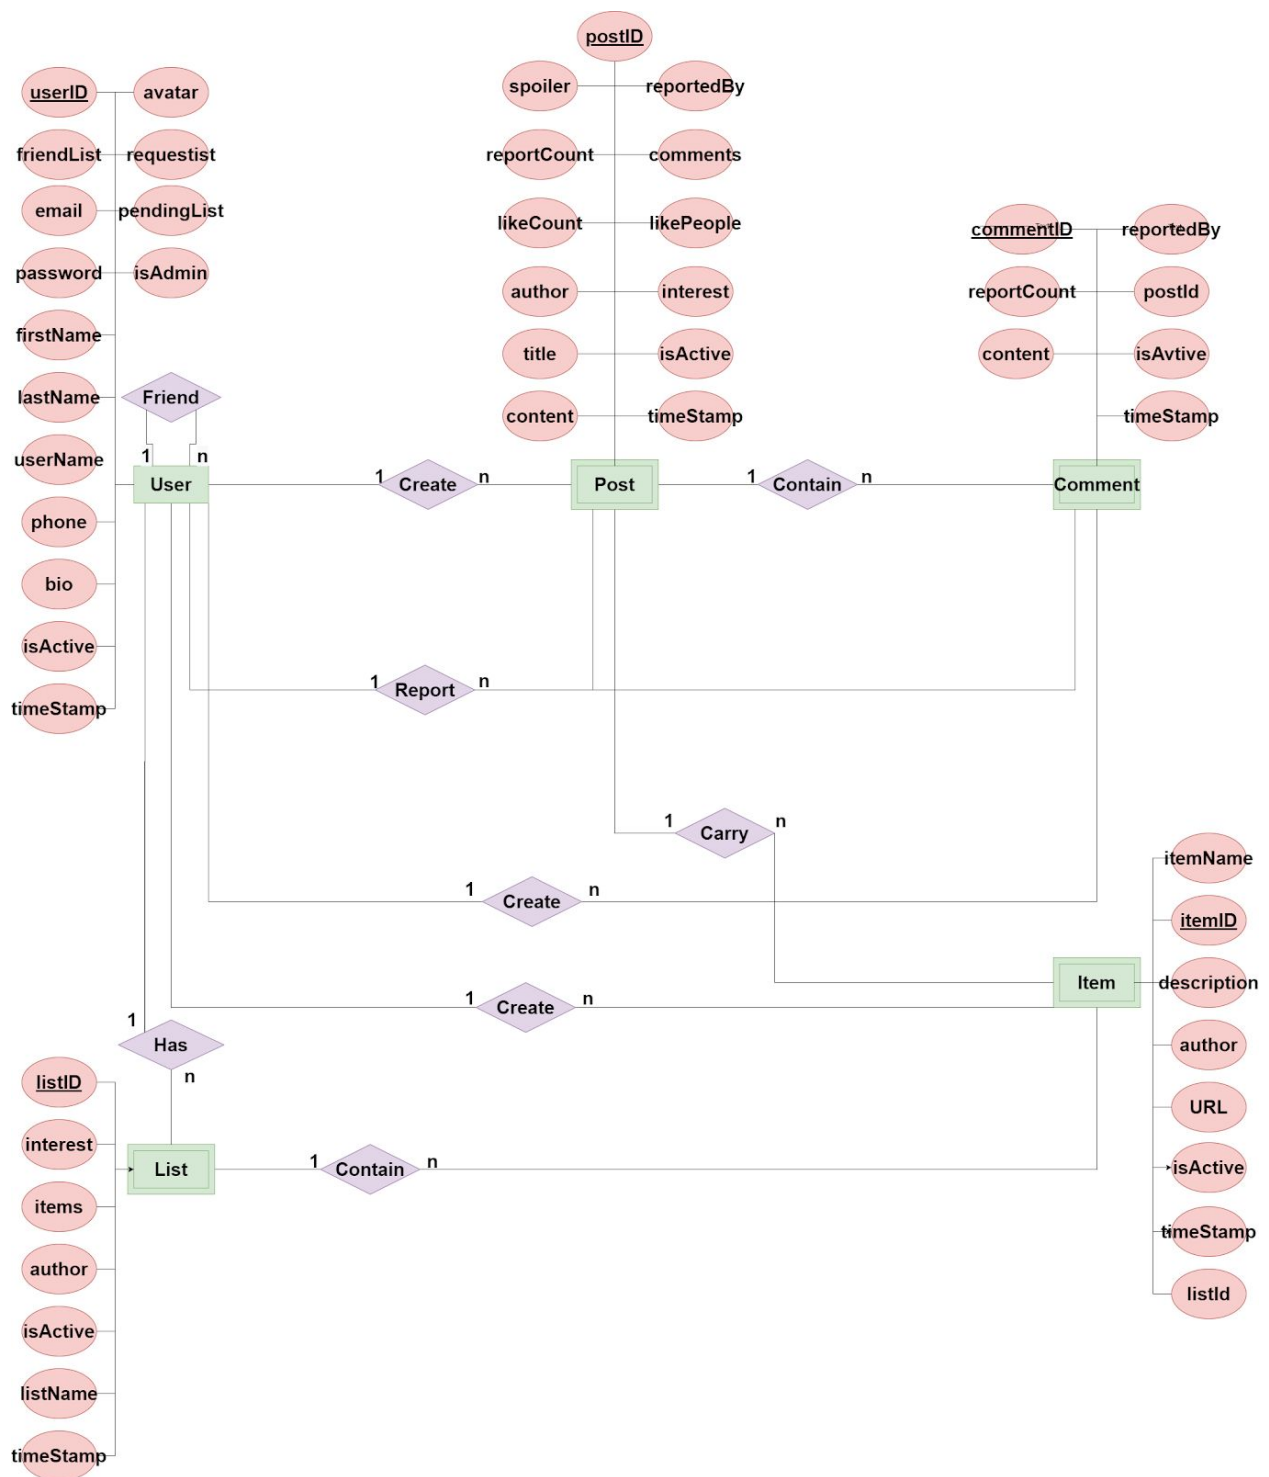 postID
userID avatar
spoiler reportedBy
friendList requestist
reportCount comments
email pendingList
likeCount likePeople
commentID reportedBy
password isAdmin
author interest
reportCount postId
firstName
title isActive
content isAvtive
lastName Friend
content timeStamp
timeStamp
userName 1 n
User 1 Create n Post 1 Contain n Comment
phone
bio
isActive
1 Report n
timeStamp
1 Carry n
itemName
1 Create n
itemID
Item
description
1 Create n
1
Has
author
n
listID
URL
interest
List 1 Contain n
isActive
items
timeStamp
author
listId
isActive
listName
timeStamp